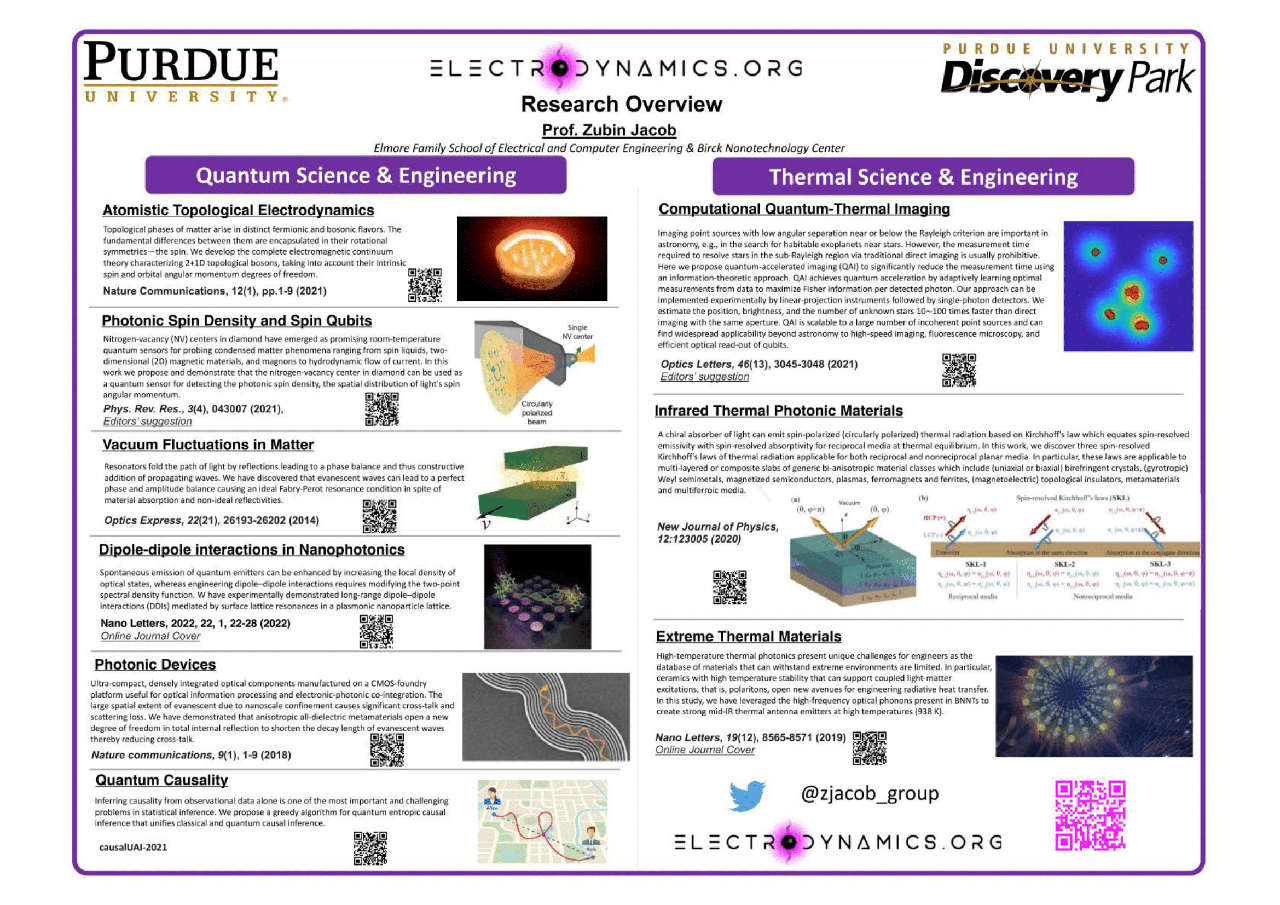 PURDUE
UNIVERSITY®
ELECTRODYNAMICS.ORG
PURDUE UNIVERSITY
Discovery Park
Research Overview
Prof. Zubin Jacob
Elmore Family School of Electrical and Computer Engineering & Birck Nanotechnology Center
Quantum Science & Engineering
Atomistic Topological Electrodynamics
Topological phases of matter arise in distinct fermionic and bosonic flavors. The
fundamental differences between them are encapsulated in their rotational
symmetries—the spin. We develop the complete electromagnetic continuum
theory characterizing 2+1D topological bosons, taking into account their intrinsic
spin and orbital angular momentum degrees of freedom.
Nature Communications, 12(1), pp.1-9 (2021)
Photonic Spin Density and Spin Qubits
Nitrogen-vacancy (NV) centers in diamond have emerged as promising room-temperature
quantum sensors for probing condensed matter phenomena ranging from spin liquids, two-
dimensional (2D) magnetic materials, and magnons to hydrodynamic flow of current. In this
work we propose and demonstrate that the nitrogen-vacancy center in diamond can be used as
a quantum sensor for detecting the photonic spin density, the spatial distribution of light's spin
angular momentum.
Phys. Rev. Res., 3(4), 043007 (2021),
Editors' suggestion
Single
NV center
Circularly
polarized
beam
Vacuum Fluctuations in Matter
Resonators fold the path of light by reflections leading to a phase balance and thus constructive
addition of propagating waves. We have discovered that evanescent waves can lead to a perfect
phase and amplitude balance causing an ideal Fabry-Perot resonance condition in spite of
material absorption and non-ideal reflectivities.
Optics Express, 22(21), 26193-26202 (2014)
Dipole-dipole interactions in Nanophotonics
Spontaneous emission of quantum emitters can be enhanced by increasing the local density of
optical states, whereas engineering dipole–dipole interactions requires modifying the two-point
spectral density function. W have experimentally demonstrated long-range dipole–dipole
interactions (DDIs) mediated by surface lattice resonances in a plasmonic nanoparticle lattice.
Nano Letters, 2022, 22, 1, 22-28 (2022)
Online Journal Cover
Photonic Devices
Ultra-compact, densely integrated optical components manufactured on a CMOS-foundry
platform useful for optical information processing and electronic-photonic co-integration. The
large spatial extent of evanescent due to nanoscale confinement causes significant cross-talk and
scattering loss. We have demonstrated that anisotropic all-dielectric metamaterials open a new
degree of freedom in total internal reflection to shorten the decay length of evanescent waves
thereby reducing cross-talk.
Nature communications, 9(1), 1-9 (2018)
Quantum Causality
Inferring causality from observational data alone is one of the most important and challenging
problems in statistical inference. We propose a greedy algorithm for quantum entropic causal
inference that unifies classical and quantum causal inference.
causalUAI-2021
Thermal Science & Engineering
Computational Quantum-Thermal Imaging
Imaging point sources with low angular separation near or below the Rayleigh criterion are important in
astronomy, e.g., in the search for habitable exoplanets near stars. However, the measurement time
required to resolve stars in the sub-Rayleigh region via traditional direct imaging is usually prohibitive.
Here we propose quantum-accelerated imaging (QAI) to significantly reduce the measurement time using
an information-theoretic approach. QAI achieves quantum acceleration by adaptively learning optimal
measurements from data to maximize Fisher information per detected photon. Our approach can be
implemented experimentally by linear-projection instruments followed by single-photon detectors. We
estimate the position, brightness, and the number of unknown stars 10∼100 times faster than direct
imaging with the same aperture. QAI is scalable to a large number of incoherent point sources and can
find widespread applicability beyond astronomy to high-speed imaging, fluorescence microscopy, and
efficient optical read-out of qubits.
Optics Letters, 46(13), 3045-3048 (2021)
Editors' suggestion
Infrared Thermal Photonic Materials
A chiral absorber of light can emit spin-polarized (circularly polarized) thermal radiation based on Kirchhoff's law which equates spin-resolved
emissivity with spin-resolved absorptivity for reciprocal media at thermal equilibrium. In this work, we discover three spin-resolved
Kirchhoff's laws of thermal radiation applicable for both reciprocal and nonreciprocal planar media. In particular, these laws are applicable to
multi-layered or composite slabs of generic bi-anisotropic material classes which include (uniaxial or biaxial) birefringent crystals, (gyrotropic)
Weyl semimetals, magnetized semiconductors, plasmas, ferromagnets and ferrites, (magnetoelectric) topological insulators, metamaterials
and multiferroic media.
New Journal of Physics,
12:123005 (2020)
(a)
Vacuum
(θ, φ+π)
(θ, φ)
(b)
Spin-resolved Kirchhoff's laws (SKL)
RCP(+)
LCP(-)
Emission
Absorption in the same direction
Absorption in the conjugate direction
SKL-1
SKL-2
SKL-3
Reciprocal media
Nonreciprocal media
Extreme Thermal Materials
High-temperature thermal photonics present unique challenges for engineers as the
database of materials that can withstand extreme environments are limited. In particular,
ceramics with high temperature stability that can support coupled light-matter
excitations, that is, polaritons, open new avenues for engineering radiative heat transfer.
In this study, we have leveraged the high-frequency optical phonons present in BNNTs to
create strong mid-IR thermal antenna emitters at high temperatures (938 K).
Nano Letters, 19(12), 8565-8571 (2019)
Online Journal Cover
@zjacob_group
ELECTRODYNAMICS.ORG